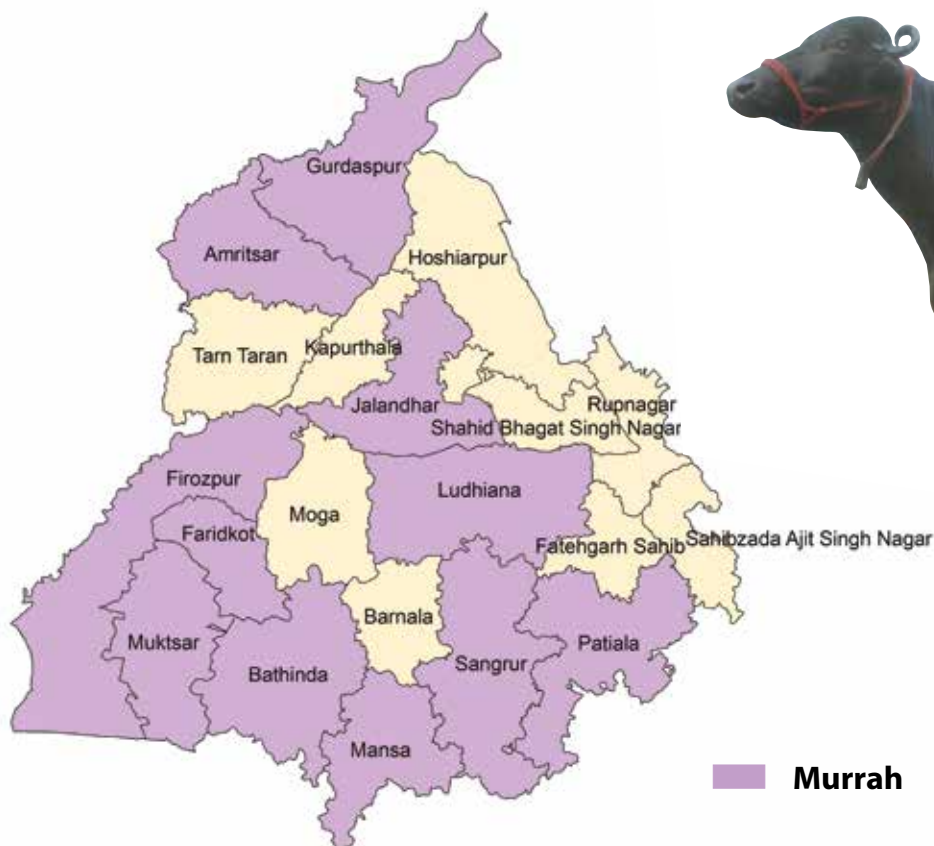 Gurdaspur
Amritsar
Hoshiarpur
Tarn Taran
Kapurthala
Jalandhar
Rupnagar
Shahid Bhagat Singh Nagar
Firozpur
Ludhiana
Moga
Faridkot
Fatehgarh Sahib
Sahibzada Ajit Singh Nagar
Barnala
Muktsar
Patiala
Sangrur
Bathinda
Mansa
Murrah